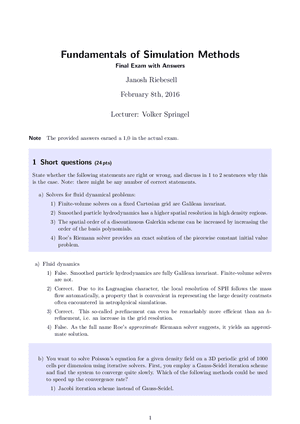 Fundamentals of Simulation Methods
Final Exam with Answers
Janosh Riebesell
February 8th, 2016
Lecturer: Volker Springel
Note The provided answers earned a 1.0 in the actual exam.
1 Short questions (24 pts)
State whether the following statements are right or wrong, and discuss in 1 to 2 sentences why this
is the case. Note: there might be any number of correct statements.
a) Solvers for fluid dynamical problems:
1) Finite-volume solvers on a fixed Cartesian grid are Galilean invariant.
2) Smoothed particle hydrodynamics has a higher spatial resolution in high density regions.
3) The spatial order of a discontinuous Galerkin scheme can be increased by increasing the
order of the basis polynomials.
4) Roe's Riemann solver provides an exact solution of the piecewise constant initial value
problem.
a) Fluid dynamics
1) False. Smoothed particle hydrodynamics are fully Galilean invariant. Finite-volume solvers
are not.
2) Correct. Due to its Lagrangian character, the local resolution of SPH follows the mass
flow automatically, a property that is convenient in representing the large density contrasts
often encountered in astrophysical simulations.
3) Correct. This so-called p-refinement can even be remarkably more efficient than an h-
refinement, i.e. an increase in the grid resolution.
4) False. As the full name Roe's approximate Riemann solver suggests, it yields an approxi-
mate solution.
b) You want to solve Poisson's equation for a given density field on a 3D periodic grid of 1000
cells per dimension using iterative solvers. First, you employ a Gauss-Seidel iteration scheme
and find the system to converge quite slowly. Which of the following methods could be used
to speed up the convergence rate?
1) Jacobi iteration scheme instead of Gauss-Seidel.
1